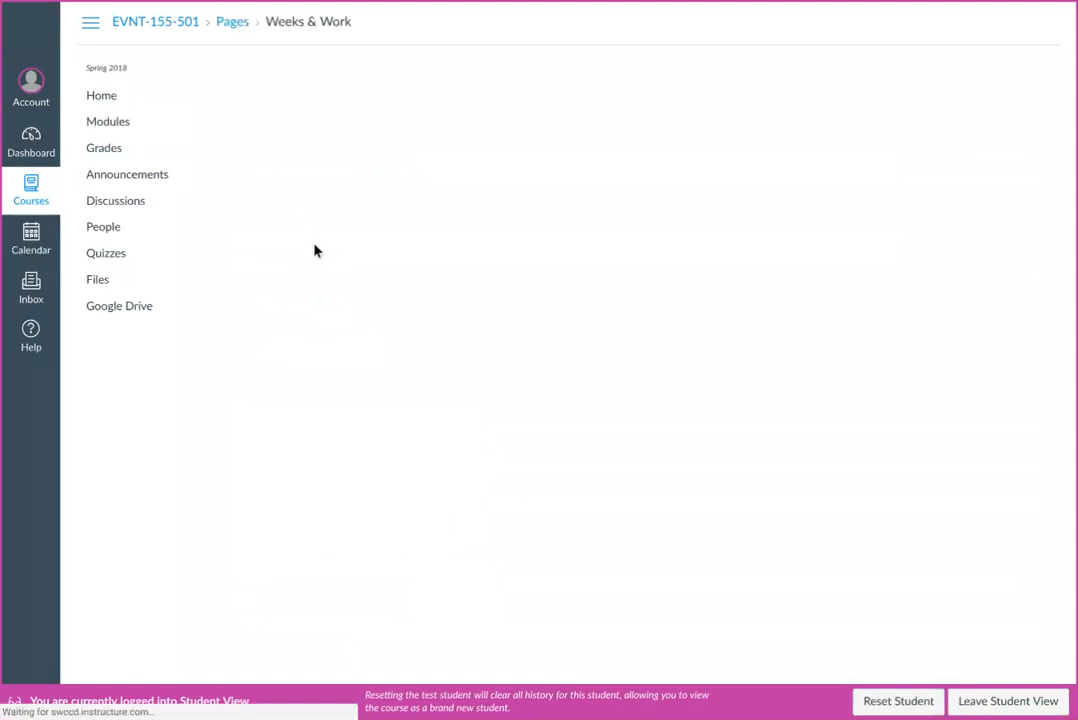 EVNT-155-501 › Pages › Weeks & Work
Spring 2018
Home
Modules
Grades
Announcements
Discussions
People
Quizzes
Files
Google Drive
Account
Dashboard
Courses
Calendar
Inbox
Help
You are currently logged into Student View
Waiting for swccd.instructure.com...
Resetting the test student will clear all history for this student, allowing you to view
the course as a brand new student.
Reset Student
Leave Student View